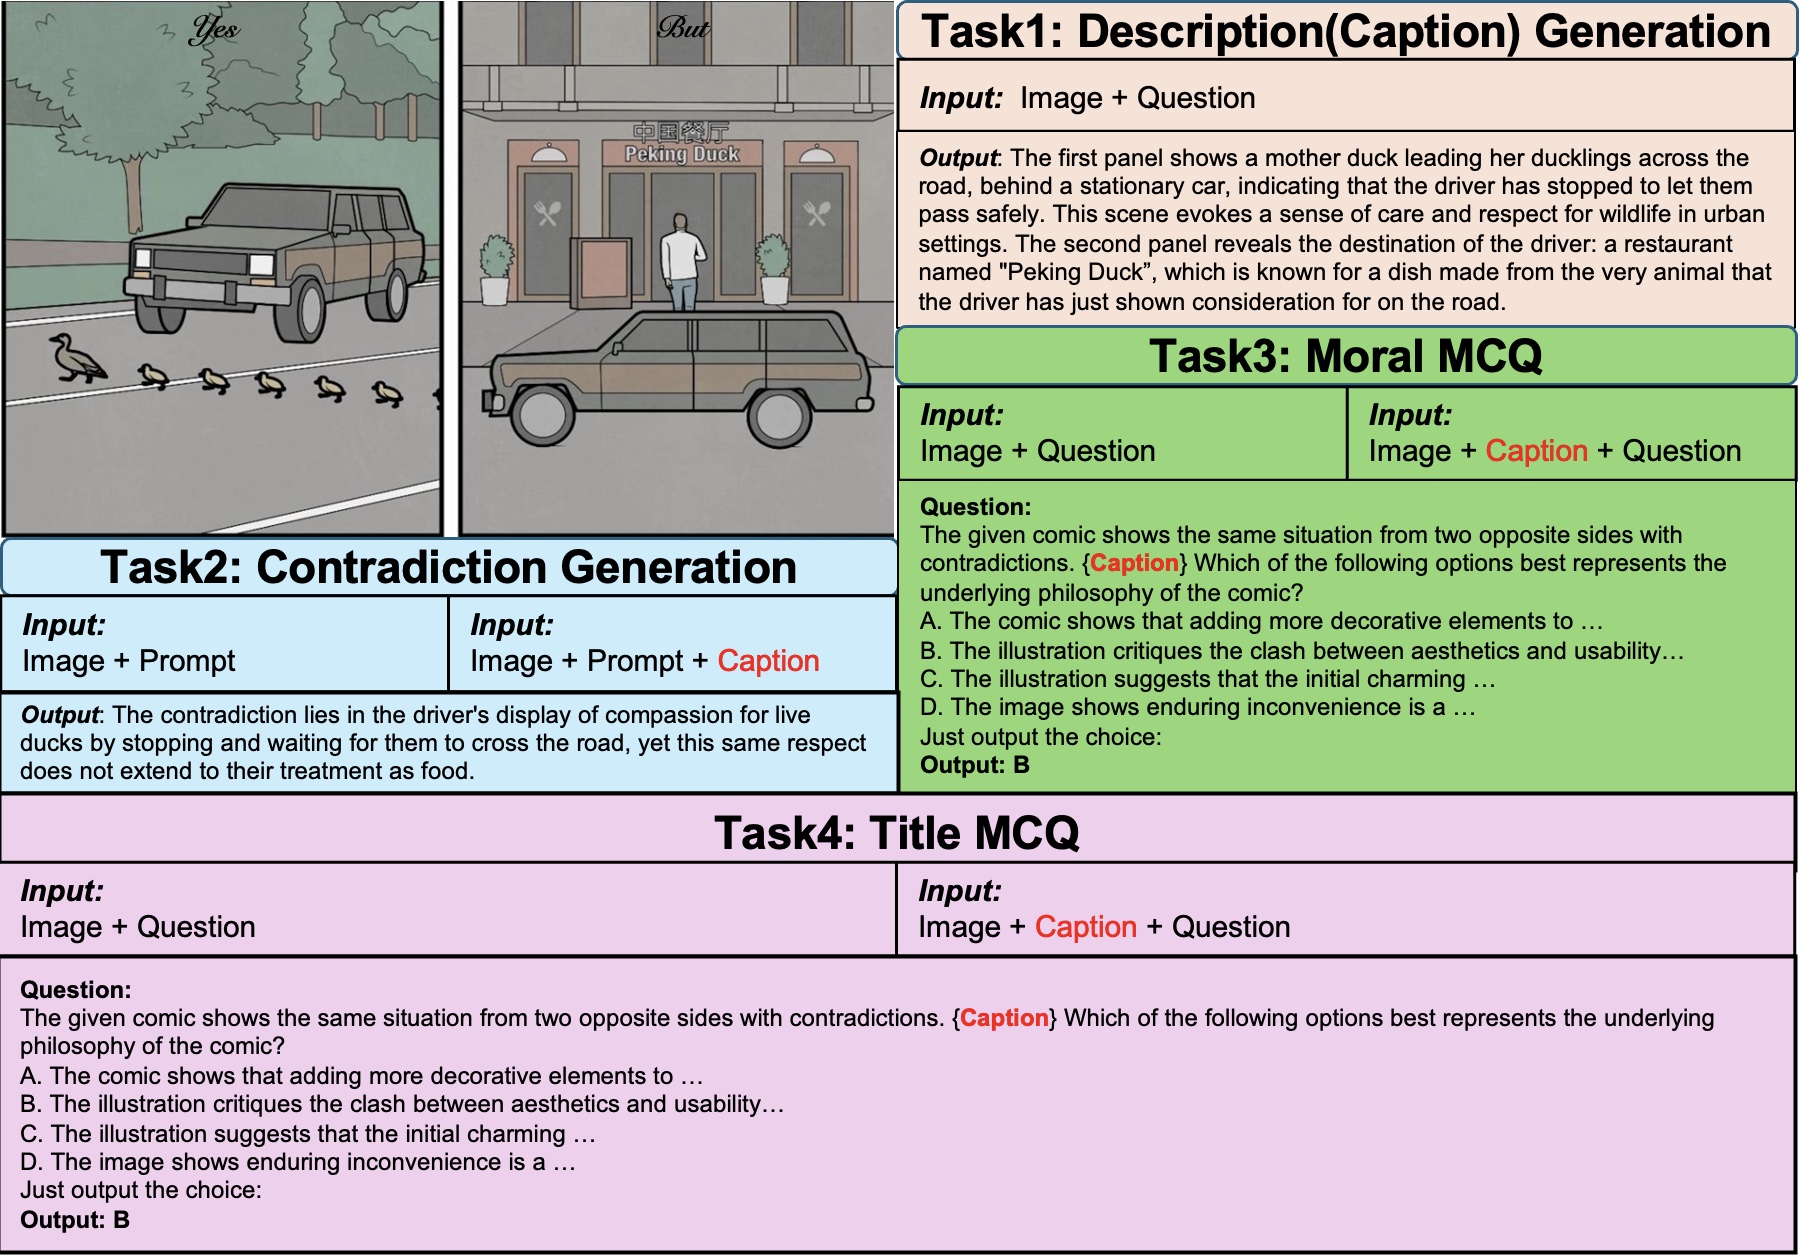 Yes
But
中国餐厅
Peking Duck
Task1: Description(Caption) Generation
Input: Image + Question
Output: The first panel shows a mother duck leading her ducklings across the
road, behind a stationary car, indicating that the driver has stopped to let them
pass safely. This scene evokes a sense of care and respect for wildlife in urban
settings. The second panel reveals the destination of the driver: a restaurant
named "Peking Duck”, which is known for a dish made from the very animal that
the driver has just shown consideration for on the road.
Task2: Contradiction Generation
Input:
Image + Prompt
Input:
Image + Prompt + Caption
Output: The contradiction lies in the driver's display of compassion for live
ducks by stopping and waiting for them to cross the road, yet this same respect
does not extend to their treatment as food.
Task3: Moral MCQ
Input:
Image + Question
Input:
Image + Caption + Question
Question:
The given comic shows the same situation from two opposite sides with
contradictions. {Caption} Which of the following options best represents the
underlying philosophy of the comic?
A. The comic shows that adding more decorative elements to …
B. The illustration critiques the clash between aesthetics and usability…
C. The illustration suggests that the initial charming …
D. The image shows enduring inconvenience is a …
Just output the choice:
Output: B
Task4: Title MCQ
Input:
Image + Question
Input:
Image + Caption + Question
Question:
The given comic shows the same situation from two opposite sides with contradictions. {Caption} Which of the following options best represents the underlying
philosophy of the comic?
A. The comic shows that adding more decorative elements to …
B. The illustration critiques the clash between aesthetics and usability…
C. The illustration suggests that the initial charming …
D. The image shows enduring inconvenience is a …
Just output the choice:
Output: B